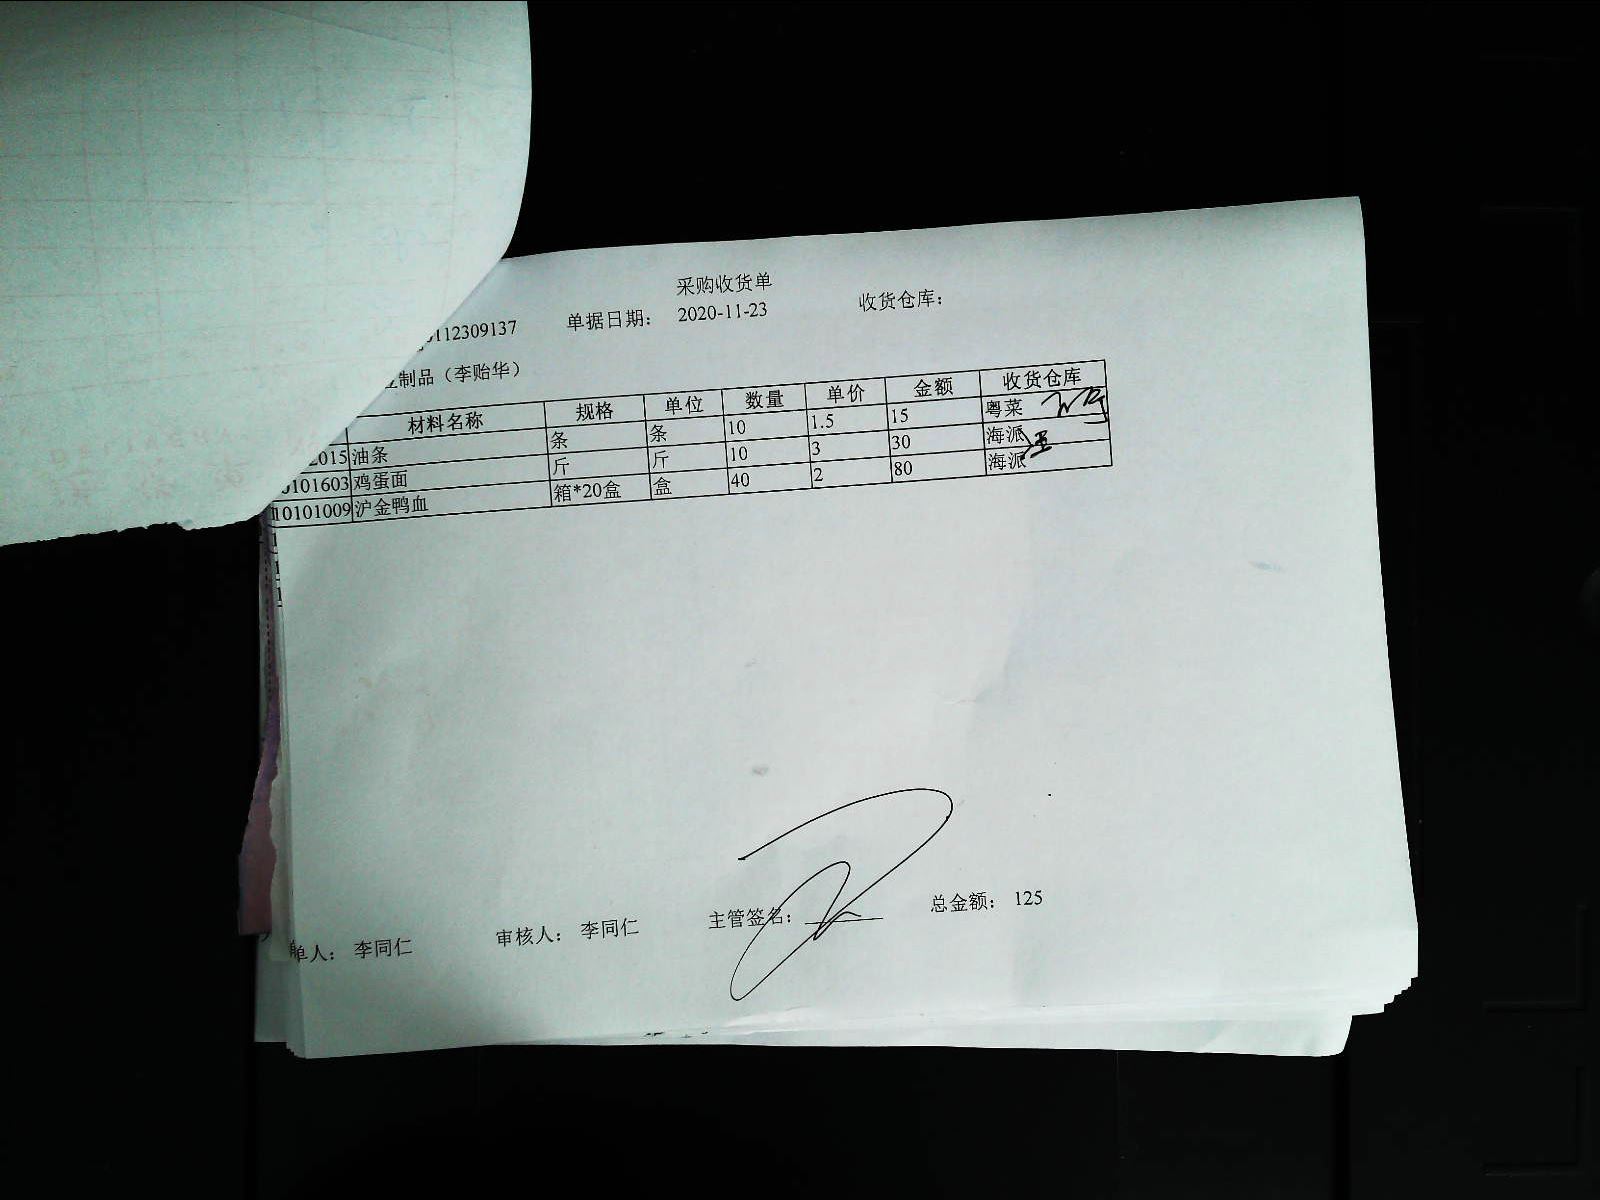 采购收货单
112309137 单据日期: 2020-11-23 收货仓库:
制品（李贻华）
材料名称 规格 单位 数量 单价 金额 收货仓库
2015 油条 条 条 10 1.5 15 粤菜
0101603 鸡蛋面 斤 斤 10 3 30 海派
10101009 沪金鸭血 箱*20盒 盒 40 2 80 海派
单人: 李同仁 审核人: 李同仁 主管签名: 总金额: 125